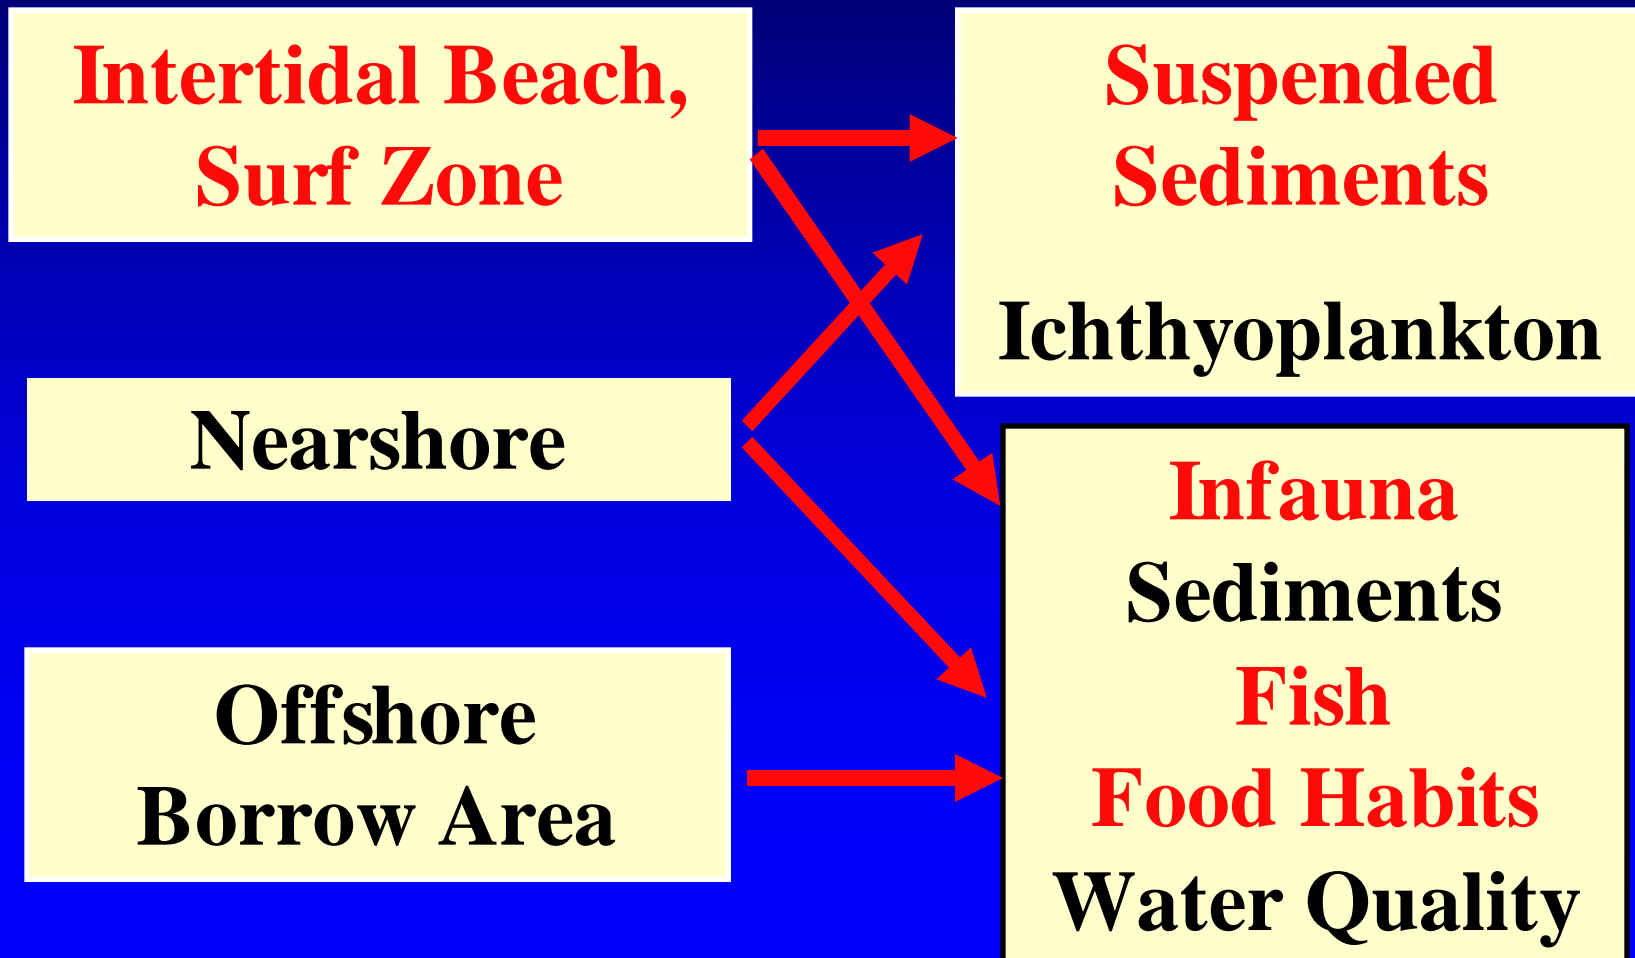 Intertidal Beach,
Surf Zone
Suspended
Sediments
Ichthyoplankton
Nearshore
Infauna
Sediments
Fish
Food Habits
Water Quality
Offshore
Borrow Area